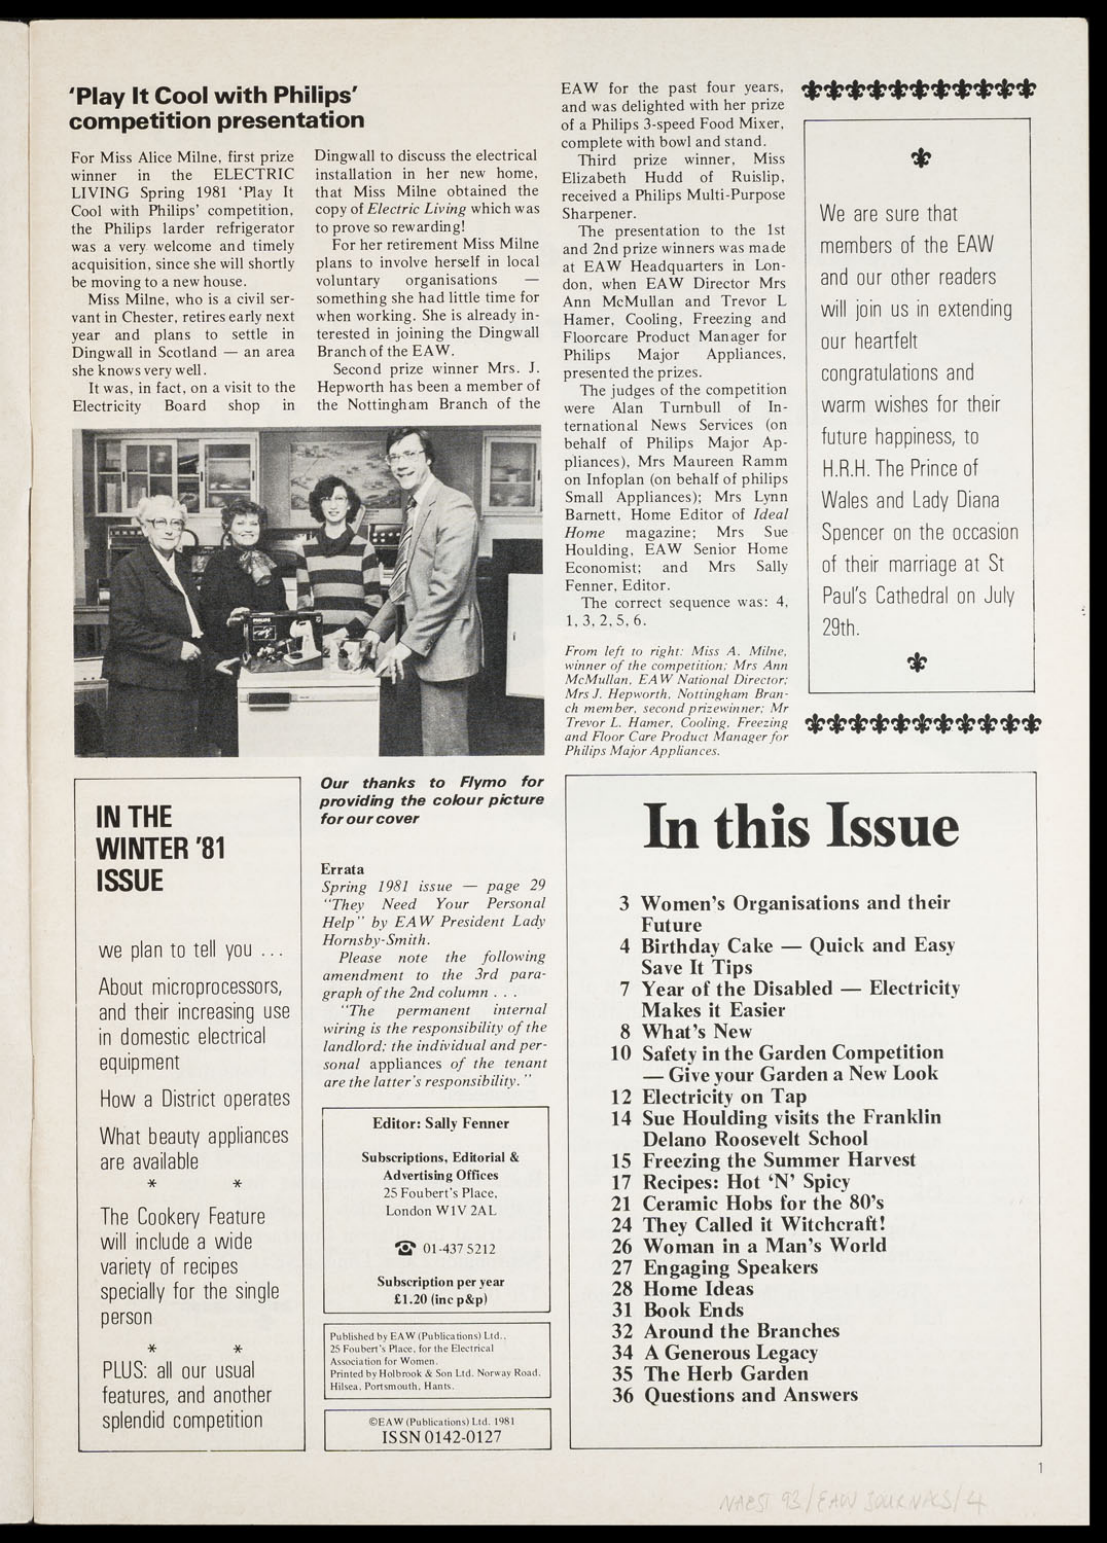 'Play It Cool with Philips'
competition presentation
For Miss Alice Milne, first prize
winner in the ELECTRIC
LIVING Spring 1981 'Play It
Cool with Philips' competition,
the Philips larder refrigerator
was a very welcome and timely
acquisition, since she will shortly
be moving to a new house.
Miss Milne, who is a civil ser-
vant in Chester, retires early next
year and plans to settle in
Dingwall in Scotland — an area
she knows very well.
It was, in fact, on a visit to the
Electricity Board shop in
Dingwall to discuss the electrical
installation in her new home,
that Miss Milne obtained the
copy of Electric Living which was
to prove so rewarding!
For her retirement Miss Milne
plans to involve herself in local
voluntary organisations —
something she had little time for
when working. She is already in-
terested in joining the Dingwall
Branch of the EAW.
Second prize winner Mrs. J.
Hepworth has been a member of
the Nottingham Branch of the
EAW for the past four years,
and was delighted with her prize
of a Philips 3-speed Food Mixer,
complete with bowl and stand.
Third prize winner, Miss
Elizabeth Hudd of Ruislip,
received a Philips Multi-Purpose
Sharpener.
The presentation to the 1st
and 2nd prize winners was made
at EAW Headquarters in Lon-
don, when EAW Director Mrs
Ann McMullan and Trevor L
Hamer, Cooling, Freezing and
Floorcare Product Manager for
Philips Major Appliances,
presented the prizes.
The judges of the competition
were Alan Turnbull of In-
ternational News Services (on
behalf of Philips Major Ap-
pliances), Mrs Maureen Ramm
on Infoplan (on behalf of philips
Small Appliances); Mrs Lynn
Barnett, Home Editor of Ideal
Home magazine; Mrs Sue
Houlding, EAW Senior Home
Economist; and Mrs Sally
Fenner, Editor.
The correct sequence was: 4,
1, 3, 2, 5, 6.
From left to right: Miss A. Milne,
winner of the competition; Mrs Ann
McMullan, EAW National Director;
Mrs J. Hepworth, Nottingham Bran-
ch member, second prizewinner; Mr
Trevor L. Hamer, Cooling, Freezing
and Floor Care Product Manager for
Philips Major Appliances.
We are sure that
members of the EAW
and our other readers
will join us in extending
our heartfelt
congratulations and
warm wishes for their
future happiness, to
H.R.H. The Prince of
Wales and Lady Diana
Spencer on the occasion
of their marriage at St
Paul's Cathedral on July
29th.
IN THE
WINTER '81
ISSUE
we plan to tell you ...
About microprocessors,
and their increasing use
in domestic electrical
equipment
How a District operates
What beauty appliances
are available
* *
The Cookery Feature
will include a wide
variety of recipes
specially for the single
person
* *
PLUS: all our usual
features, and another
splendid competition
Our thanks to Flymo for
providing the colour picture
for our cover
Errata
Spring 1981 issue — page 29
"They Need Your Personal
Help" by EAW President Lady
Hornsby-Smith.
Please note the following
amendment to the 3rd para-
graph of the 2nd column . . .
"The permanent internal
wiring is the responsibility of the
landlord; the individual and per-
sonal appliances of the tenant
are the latter's responsibility."
Editor: Sally Fenner
Subscriptions, Editorial &
Advertising Offices
25 Foubert's Place,
London W1V 2AL
☎ 01-437 5212
Subscription per year
£1.20 (inc p&p)
Published by EAW (Publications) Ltd.,
25 Foubert's Place, for the Electrical
Association for Women.
Printed by Holbrook & Son Ltd. Norway Road,
Hilsea, Portsmouth, Hants.
©EAW (Publications) Ltd. 1981
ISSN 0142-0127
In this Issue
3 Women's Organisations and their
Future
4 Birthday Cake — Quick and Easy
Save It Tips
7 Year of the Disabled — Electricity
Makes it Easier
8 What's New
10 Safety in the Garden Competition
— Give your Garden a New Look
12 Electricity on Tap
14 Sue Houlding visits the Franklin
Delano Roosevelt School
15 Freezing the Summer Harvest
17 Recipes: Hot 'N' Spicy
21 Ceramic Hobs for the 80's
24 They Called it Witchcraft!
26 Woman in a Man's World
27 Engaging Speakers
28 Home Ideas
31 Book Ends
32 Around the Branches
34 A Generous Legacy
35 The Herb Garden
36 Questions and Answers
1
NAEST 93/EAW JOURNALS/4